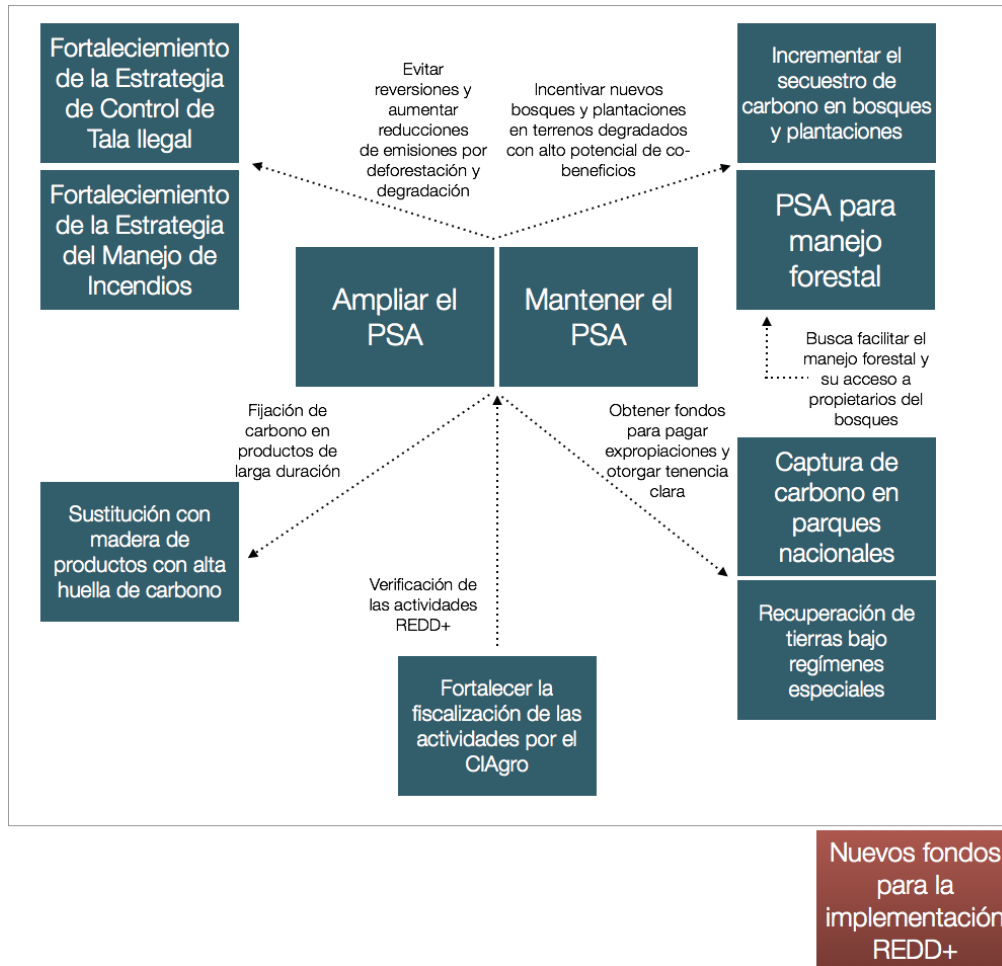 Fortaleciemiento
de la Estrategia
de Control de
Tala Ilegal
Evitar
reversiones y
aumentar
reducciones
de emisiones por
deforestación y
degradación
Incentivar nuevos
bosques y plantaciones
en terrenos degradados
con alto potencial de co-
beneficios
Incrementar el
secuestro de
carbono en bosques
y plantaciones
Fortaleciemiento
de la Estrategia
del Manejo de
Incendios
Ampliar el
PSA
Mantener el
PSA
PSA para
manejo
forestal
Busca facilitar el
manejo forestal y
su acceso a
propietarios del
bosques
Fijación de
carbono en
productos de
larga duración
Obtener fondos
para pagar
expropiaciones y
otorgar tenencia
clara
Captura de
carbono en
parques
nacionales
Sustitución con
madera de
productos con alta
huella de carbono
Verificación de
las actividades
REDD+
Recuperación de
tierras bajo
regímenes
especiales
Fortalecer la
fiscalización de las
actividades por el
CIAgro
Nuevos fondos
para la
implementación
REDD+